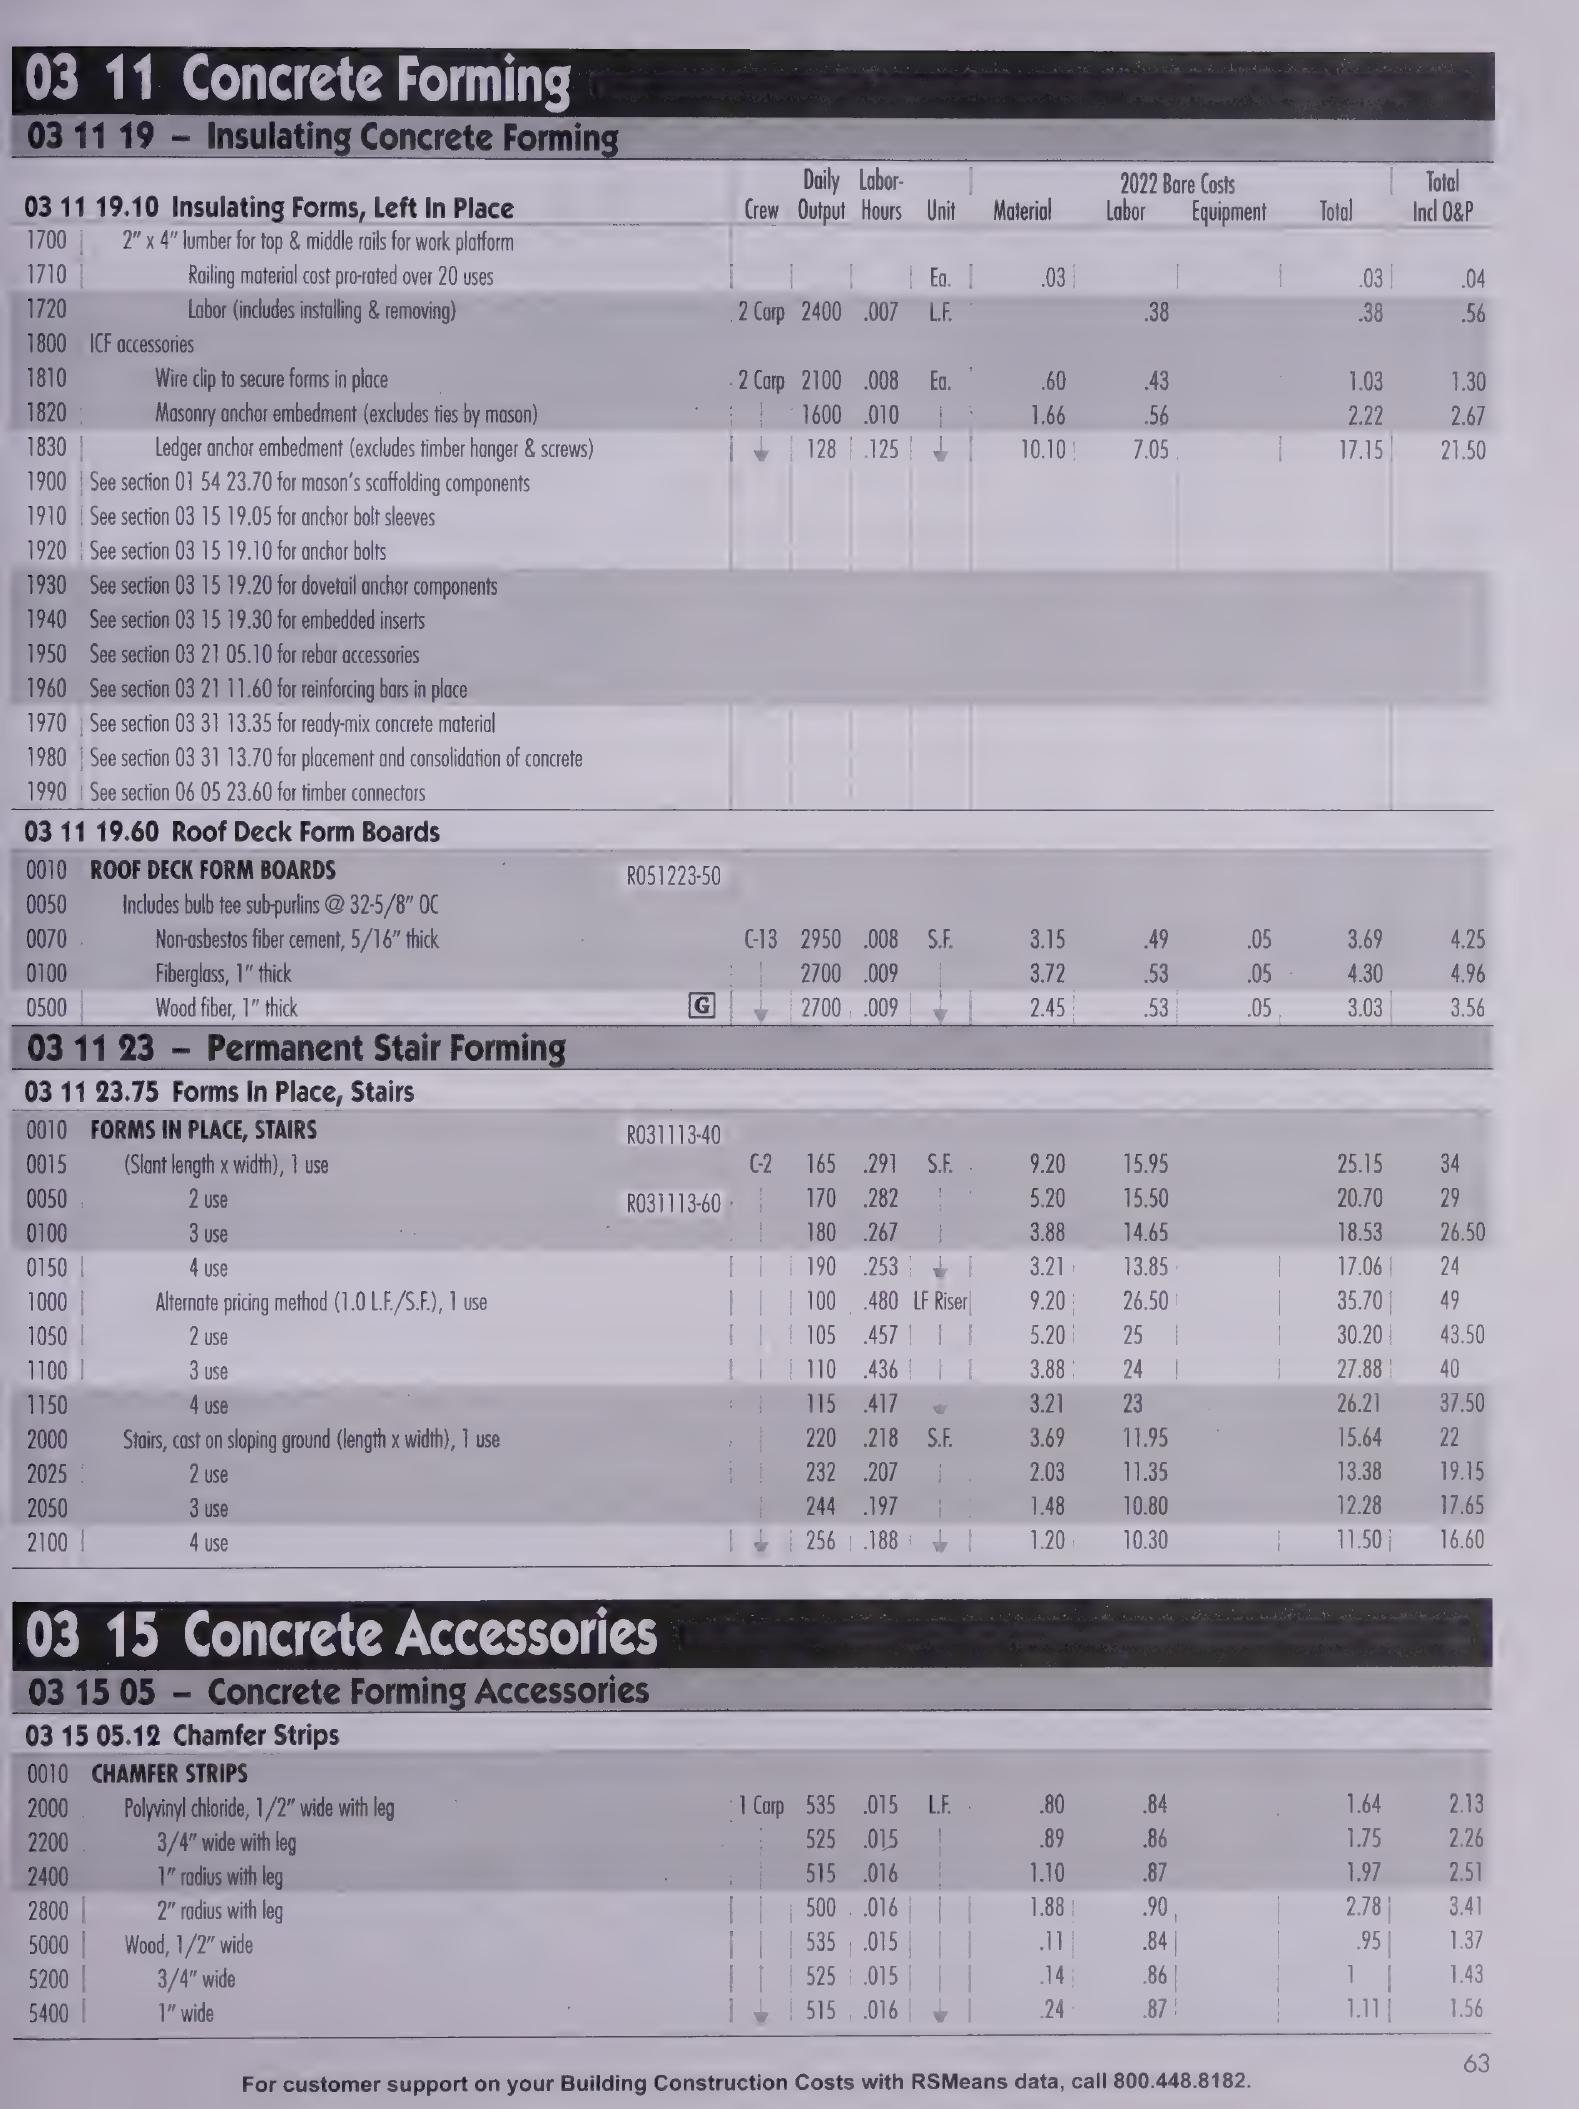 03 11 Concrete Forming
03 11 19 – Insulating Concrete Forming
Daily Labor- 2022 Bare Costs Total
03 11 19.10 Insulating Forms, Left In Place Crew Output Hours Unit Material Labor Equipment Total Incl O&P
1700 2" x 4" lumber for top & middle rails for work platform
1710 Railing material cost pro-rated over 20 uses Ea. .03 .03 .04
1720 Labor (includes installing & removing) 2 Carp 2400 .007 L.F. .38 .38 .56
1800 ICF accessories
1810 Wire clip to secure forms in place 2 Carp 2100 .008 Ea. .60 .43 1.03 1.30
1820 Masonry anchor embedment (excludes ties by mason) 1600 .010 1.66 .56 2.22 2.67
1830 Ledger anchor embedment (excludes timber hanger & screws) 128 .125 10.10 7.05 17.15 21.50
1900 See section 01 54 23.70 for mason's scaffolding components
1910 See section 03 15 19.05 for anchor bolt sleeves
1920 See section 03 15 19.10 for anchor bolts
1930 See section 03 15 19.20 for dovetail anchor components
1940 See section 03 15 19.30 for embedded inserts
1950 See section 03 21 05.10 for rebar accessories
1960 See section 03 21 11.60 for reinforcing bars in place
1970 See section 03 31 13.35 for ready-mix concrete material
1980 See section 03 31 13.70 for placement and consolidation of concrete
1990 See section 06 05 23.60 for timber connectors
03 11 19.60 Roof Deck Form Boards
0010 ROOF DECK FORM BOARDS R051223-50
0050 Includes bulb tee sub-purlins @ 32-5/8" OC
0070 Non-asbestos fiber cement, 5/16" thick C-13 2950 .008 S.F. 3.15 .49 .05 3.69 4.25
0100 Fiberglass, 1" thick 2700 .009 3.72 .53 .05 4.30 4.96
0500 Wood fiber, 1" thick G 2700 .009 2.45 .53 .05 3.03 3.56
03 11 23 – Permanent Stair Forming
03 11 23.75 Forms In Place, Stairs
0010 FORMS IN PLACE, STAIRS R031113-40
0015 (Slant length x width), 1 use C-2 165 .291 S.F. 9.20 15.95 25.15 34
0050 2 use R031113-60 170 .282 5.20 15.50 20.70 29
0100 3 use 180 .267 3.88 14.65 18.53 26.50
0150 4 use 190 .253 3.21 13.85 17.06 24
1000 Alternate pricing method (1.0 L.F./S.F.), 1 use 100 .480 LF Riser 9.20 26.50 35.70 49
1050 2 use 105 .457 5.20 25 30.20 43.50
1100 3 use 110 .436 3.88 24 27.88 40
1150 4 use 115 .417 3.21 23 26.21 37.50
2000 Stairs, cast on sloping ground (length x width), 1 use 220 .218 S.F. 3.69 11.95 15.64 22
2025 2 use 232 .207 2.03 11.35 13.38 19.15
2050 3 use 244 .197 1.48 10.80 12.28 17.65
2100 4 use 256 .188 1.20 10.30 11.50 16.60
03 15 Concrete Accessories
03 15 05 – Concrete Forming Accessories
03 15 05.12 Chamfer Strips
0010 CHAMFER STRIPS
2000 Polyvinyl chloride, 1/2" wide with leg 1 Carp 535 .015 L.F. .80 .84 1.64 2.13
2200 3/4" wide with leg 525 .015 .89 .86 1.75 2.26
2400 1" radius with leg 515 .016 1.10 .87 1.97 2.51
2800 2" radius with leg 500 .016 1.88 .90 2.78 3.41
5000 Wood, 1/2" wide 535 .015 .11 .84 .95 1.37
5200 3/4" wide 525 .015 .14 .86 1 1.43
5400 1" wide 515 .016 .24 .87 1.11 1.56
For customer support on your Building Construction Costs with RSMeans data, call 800.448.8182.
63